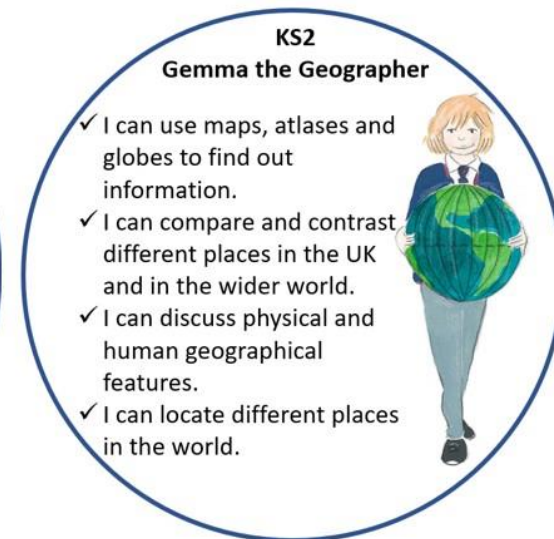 KS2
Gemma the Geographer
✓ I can use maps, atlases and
globes to find out
information.
✓ I can compare and contrast
different places in the UK
and in the wider world.
✓ I can discuss physical and
human geographical
features.
✓ I can locate different places
in the world.